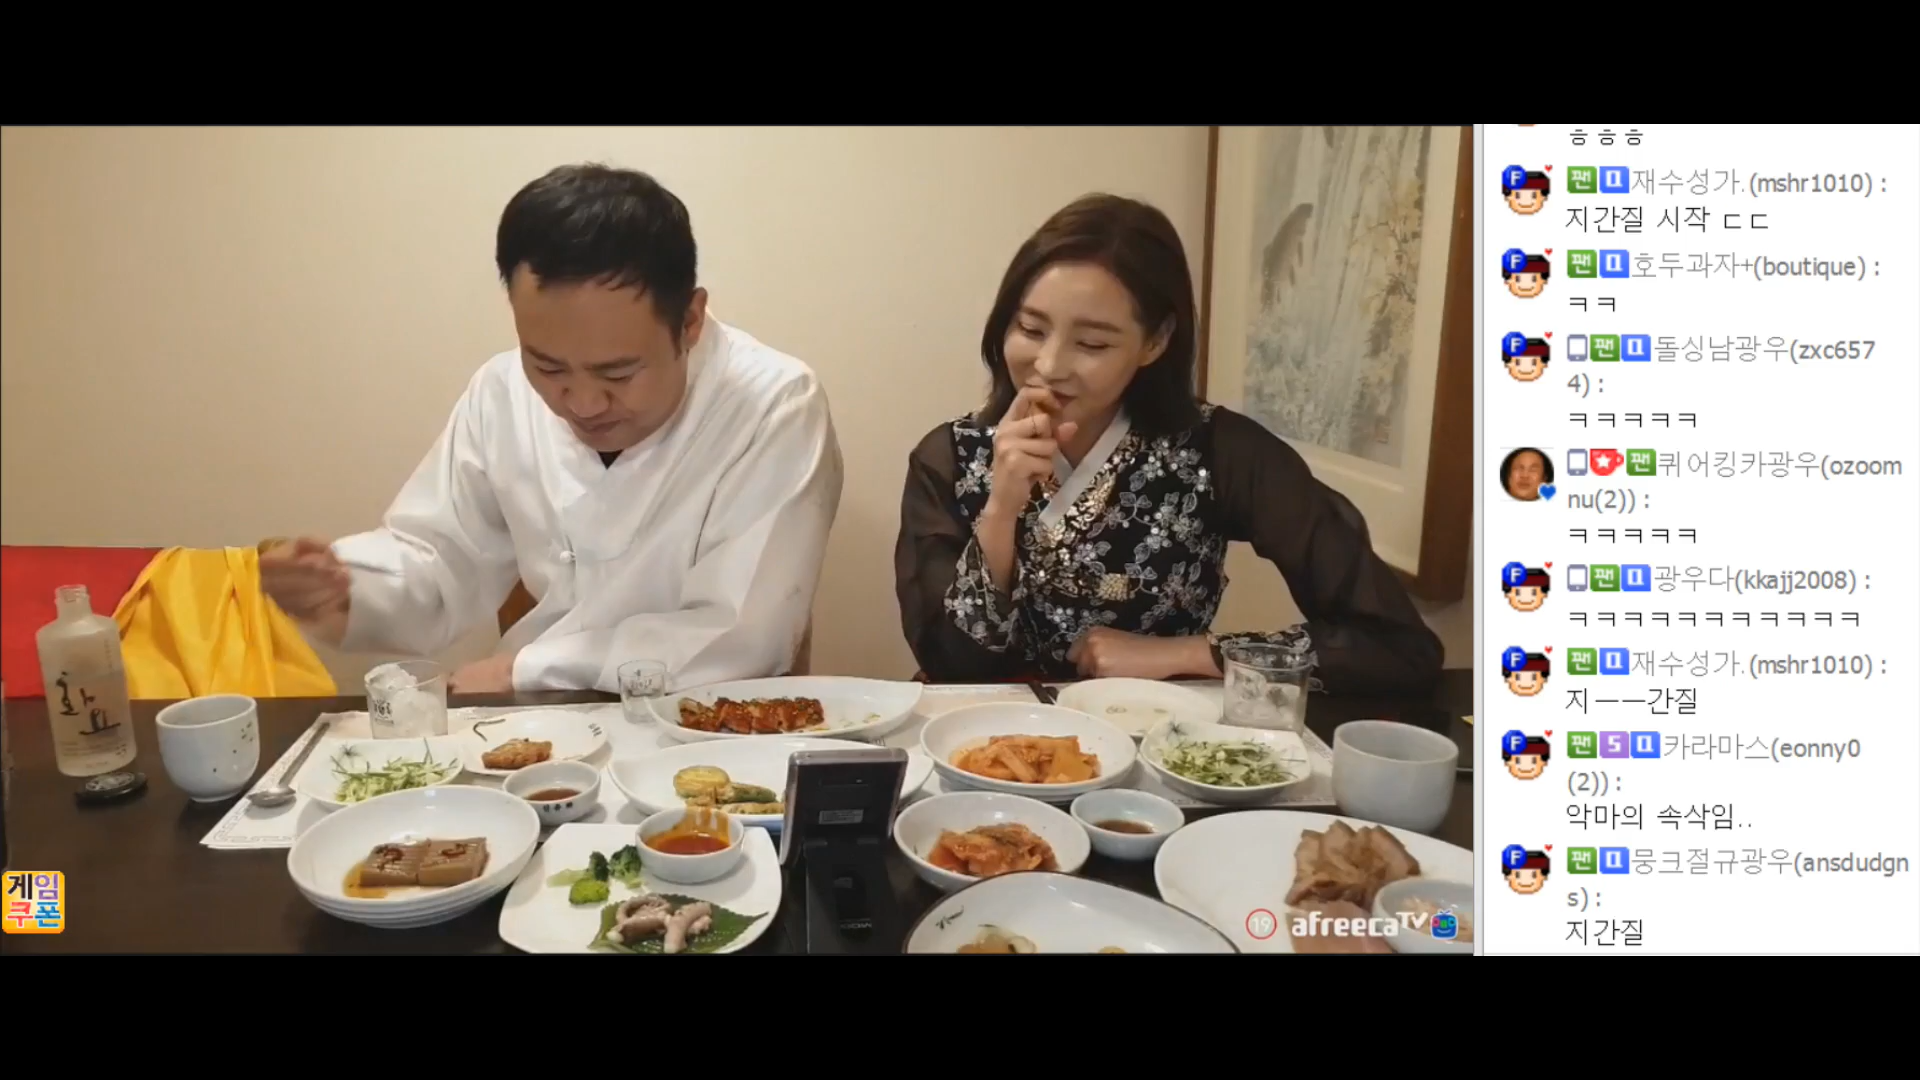 화요
게임
쿠폰
19 afreecaTV
ㅎㅎㅎ
팬 재수성가.(mshr1010) :
지간질 시작 ㄷㄷ
팬 호두과자+(boutique) :
ㅋㅋ
팬 돌싱남광우(zxc657
4) :
ㅋㅋㅋㅋㅋ
팬 퀴어킹카광우(ozoom
nu(2)) :
ㅋㅋㅋㅋㅋ
팬 광우다(kkajj2008) :
ㅋㅋㅋㅋㅋㅋㅋㅋㅋㅋㅋ
팬 재수성가.(mshr1010) :
지ㅡㅡ간질
팬 S 카라마스(eonny0
(2)) :
악마의 속삭임..
팬 뭉크절규광우(ansdudgn
s) :
지간질